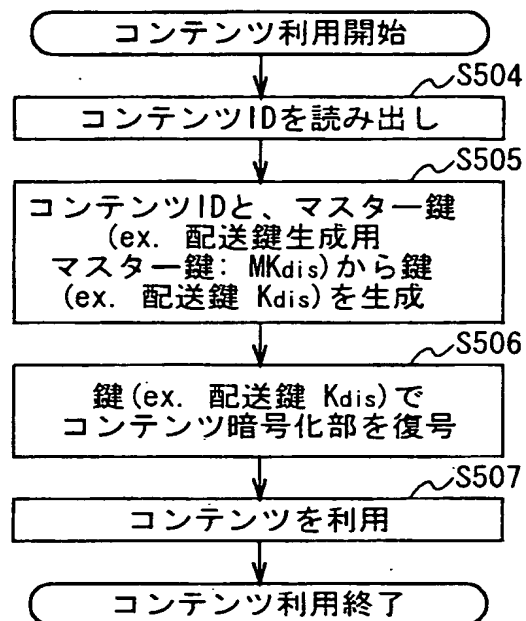 コンテンツ利用開始
S504
コンテンツIDを読み出し
S505
コンテンツIDと、マスター鍵
(ex. 配送鍵生成用
マスター鍵: MKdis)から鍵
(ex. 配送鍵 Kdis)を生成
S506
鍵(ex. 配送鍵 Kdis)で
コンテンツ暗号化部を復号
S507
コンテンツを利用
コンテンツ利用終了